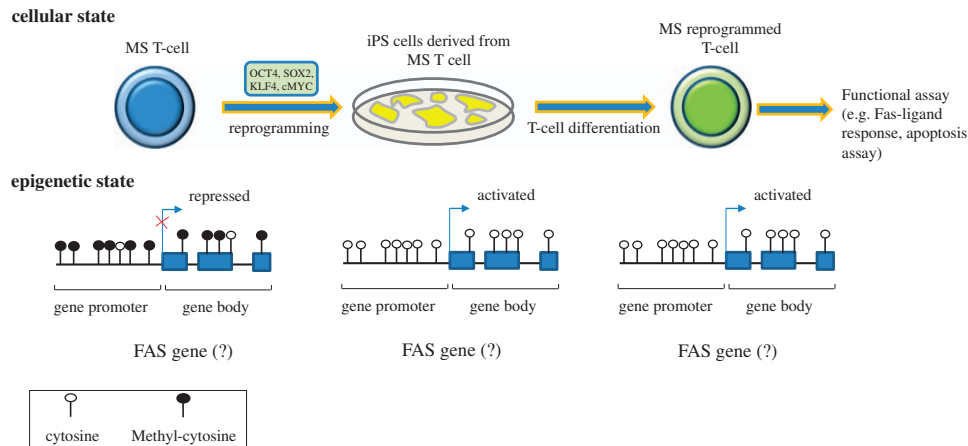 cellular state
MS T-cell
OCT4, SOX2,
KLF4, cMYC
reprogramming
iPS cells derived from
MS T cell
T-cell differentiation
MS reprogrammed
T-cell
Functional assay
(e.g. Fas-ligand
response, apoptosis
assay)
epigenetic state
repressed
activated
activated
gene promoter
gene body
gene promoter
gene body
gene promoter
gene body
FAS gene (?)
FAS gene (?)
FAS gene (?)
cytosine
Methyl-cytosine